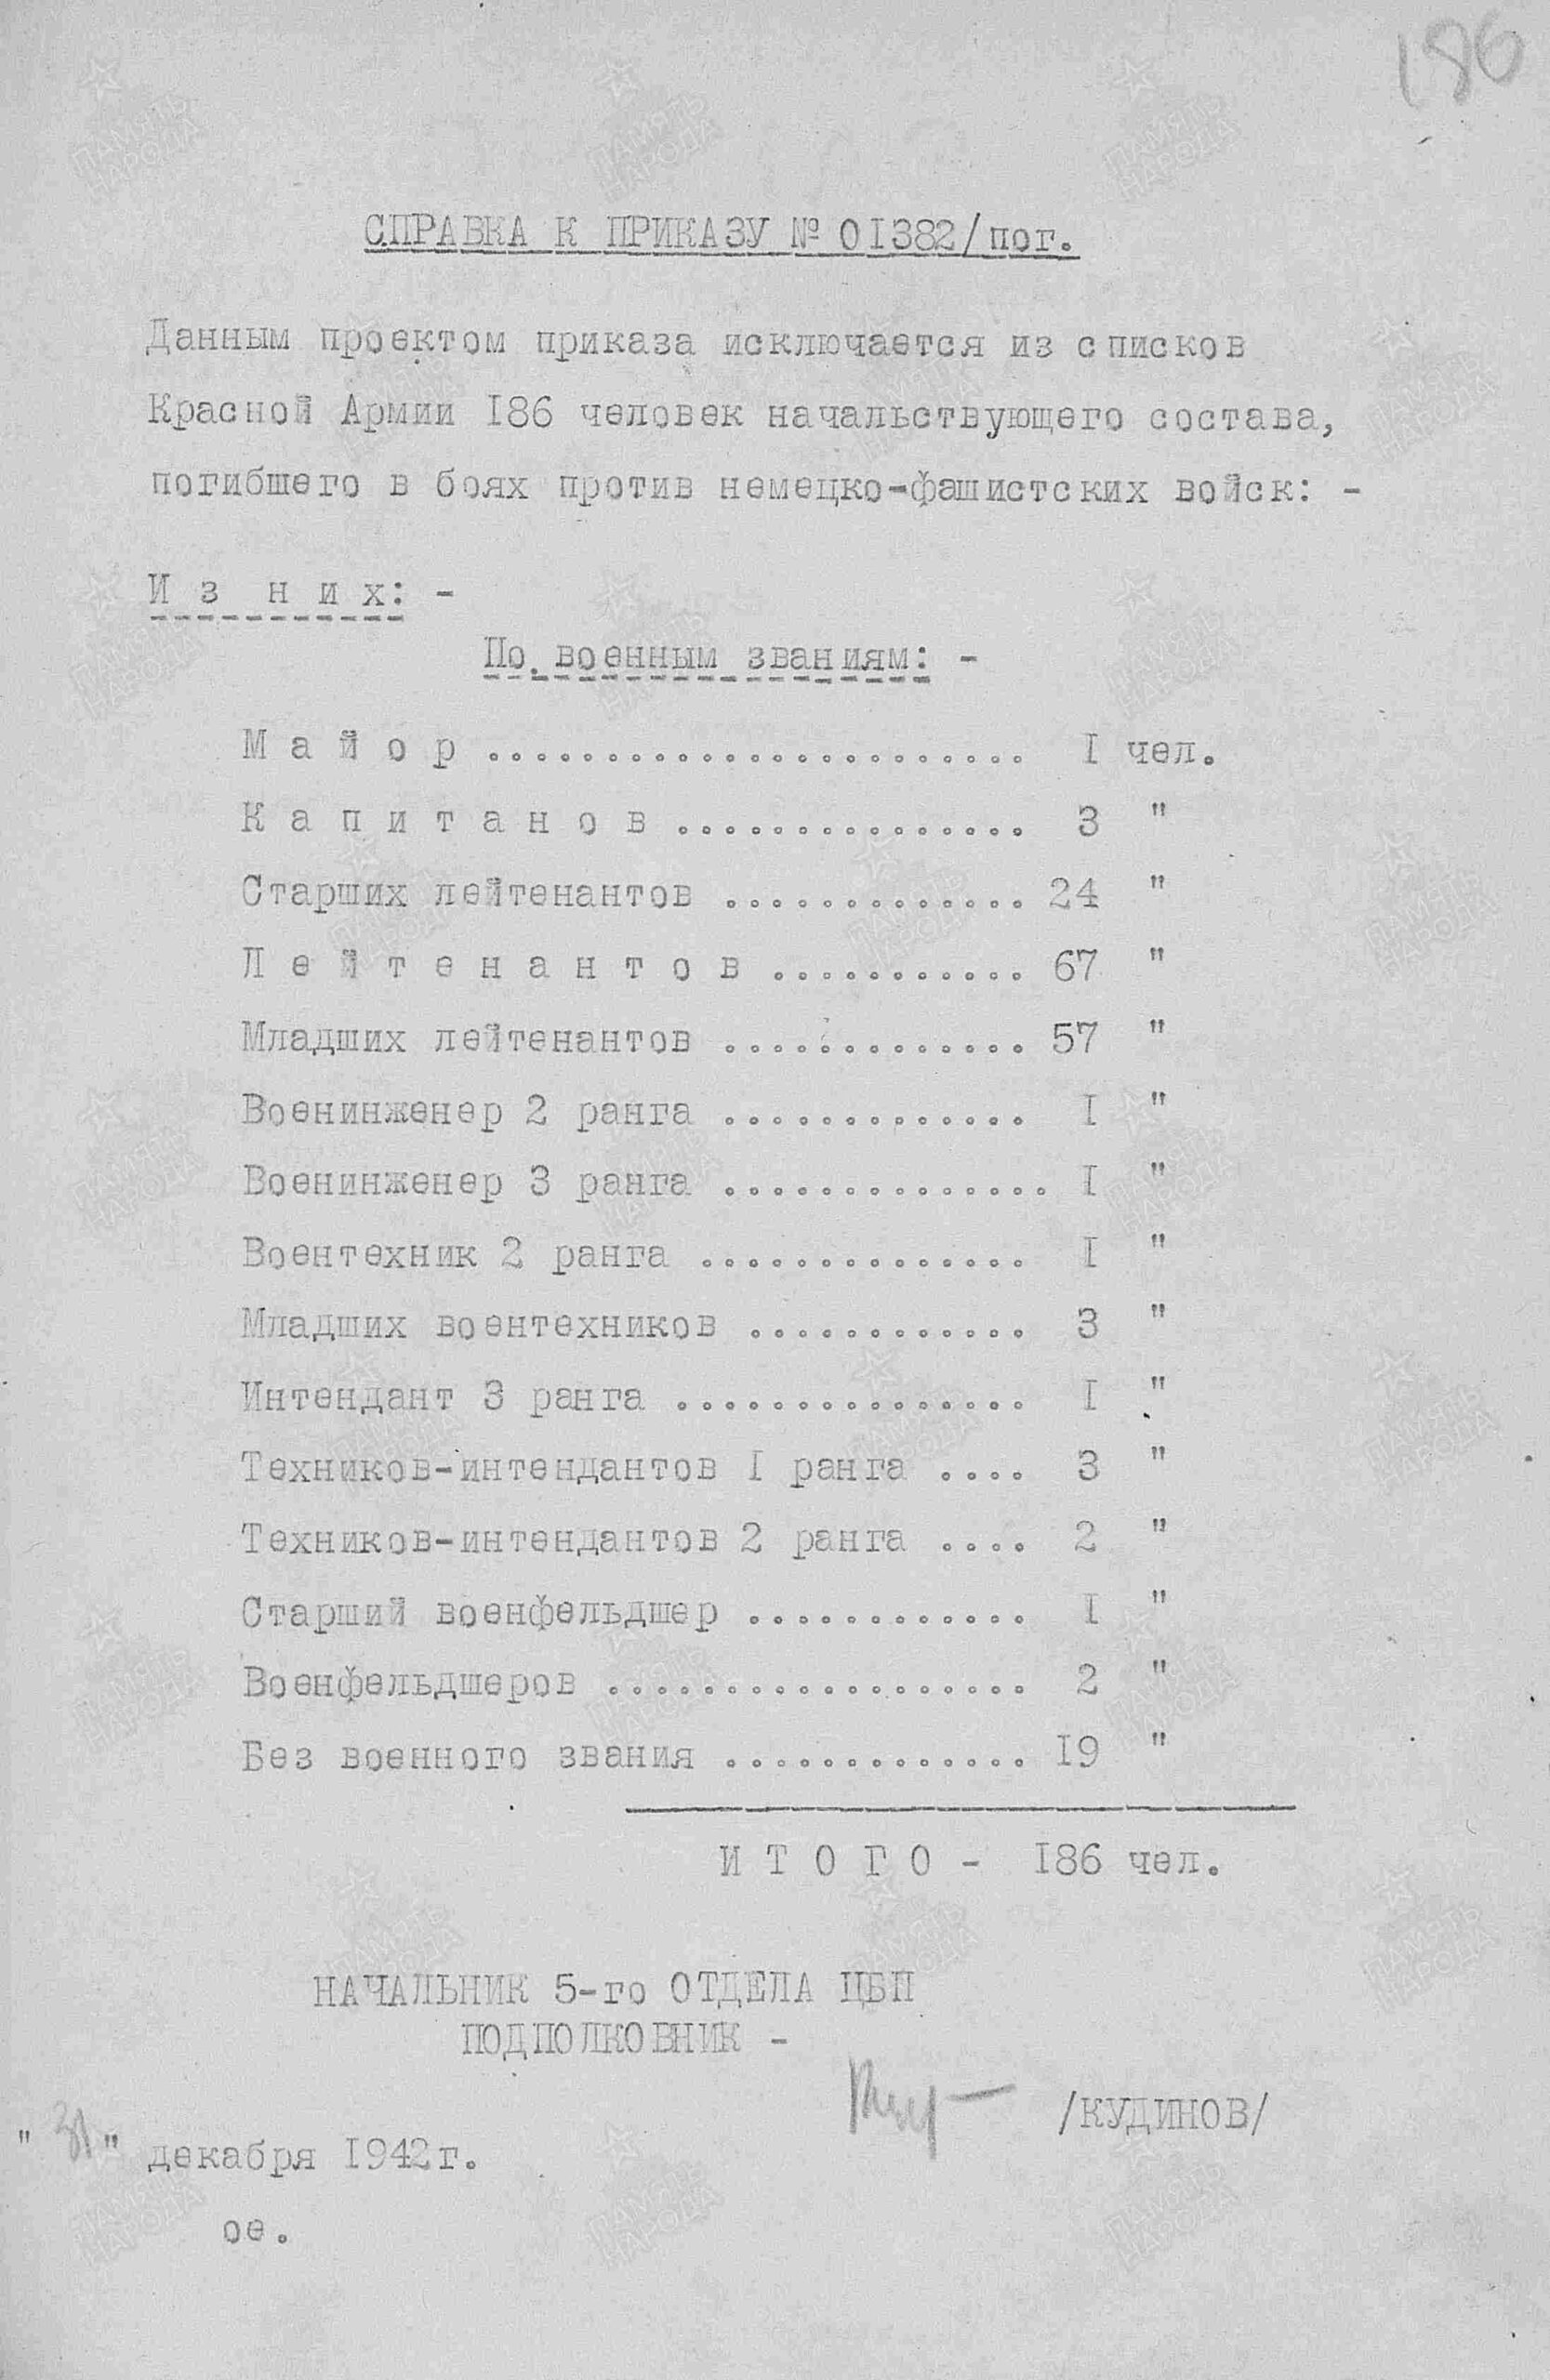 186
СПРАВКА К ПРИКАЗУ № 01382/пог.
Данным проектом приказа исключается из списков
Красной Армии 186 человек начальствующего состава,
погибшего в боях против немецко-фашистских войск: -
Из них: -
По военным званиям: -
Майор ....................... 1 чел.
Капитанов ............... 3 "
Старших лейтенантов ............. 24 "
Лейтенантов ........... 67 "
Младших лейтенантов ............. 57 "
Военинженер 2 ранга ............. 1 "
Военинженер 3 ранга .............. 1 "
Воентехник 2 ранга .............. 1 "
Младших воентехников ............ 3 "
Интендант 3 ранга ............... 1 "
Техников-интендантов 1 ранга .... 3 "
Техников-интендантов 2 ранга .... 2 "
Старший военфельдшер ............ 1 "
Военфельдшеров .................. 2 "
Без военного звания ............. 19 "
ИТОГО - 186 чел.
НАЧАЛЬНИК 5-го ОТДЕЛА ЦБП
ПОДПОЛКОВНИК -
/КУДИНОВ/
"31" декабря 1942г.
ое.